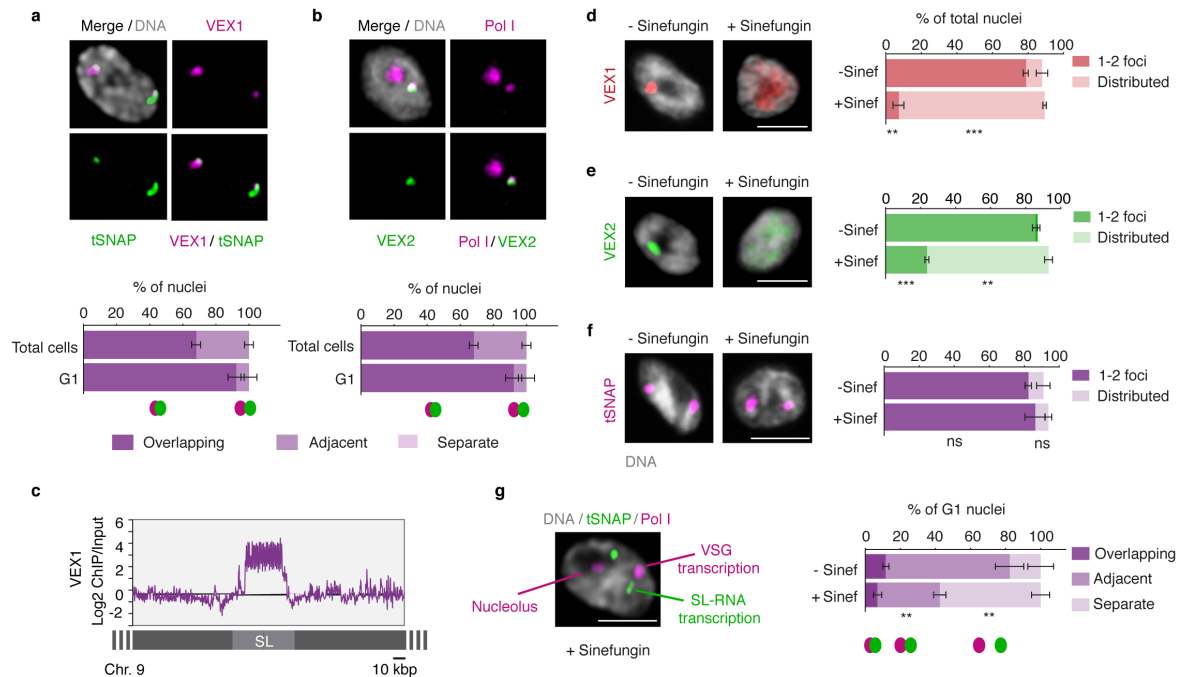 a
Merge / DNA
VEX1
tSNAP
VEX1/ tSNAP
% of nuclei
0 20 40 60 80 100
Total cells
G1
b
Merge / DNA
Pol I
VEX2
Pol I/VEX2
% of nuclei
0 20 40 60 80 100
Total cells
G1
Overlapping
Adjacent
Separate
c
VEX1
Log2 ChIP/Input
6
4
2
0
-2
SL
Chr. 9
10 kbp
d
- Sinefungin
+ Sinefungin
VEX1
% of total nuclei
0 20 40 60 80 100
-Sinef
+Sinef
** ***
1-2 foci
Distributed
e
- Sinefungin
+ Sinefungin
VEX2
0 20 40 60 80 100
-Sinef
+Sinef
*** **
1-2 foci
Distributed
f
- Sinefungin
+ Sinefungin
tSNAP
DNA
0 20 40 60 80 100
-Sinef
+Sinef
ns ns
1-2 foci
Distributed
g
DNA / tSNAP / Pol I
VSG
transcription
Nucleolus
SL-RNA
transcription
+ Sinefungin
% of G1 nuclei
0 20 40 60 80 100
- Sinef
+ Sinef
** **
Overlapping
Adjacent
Separate